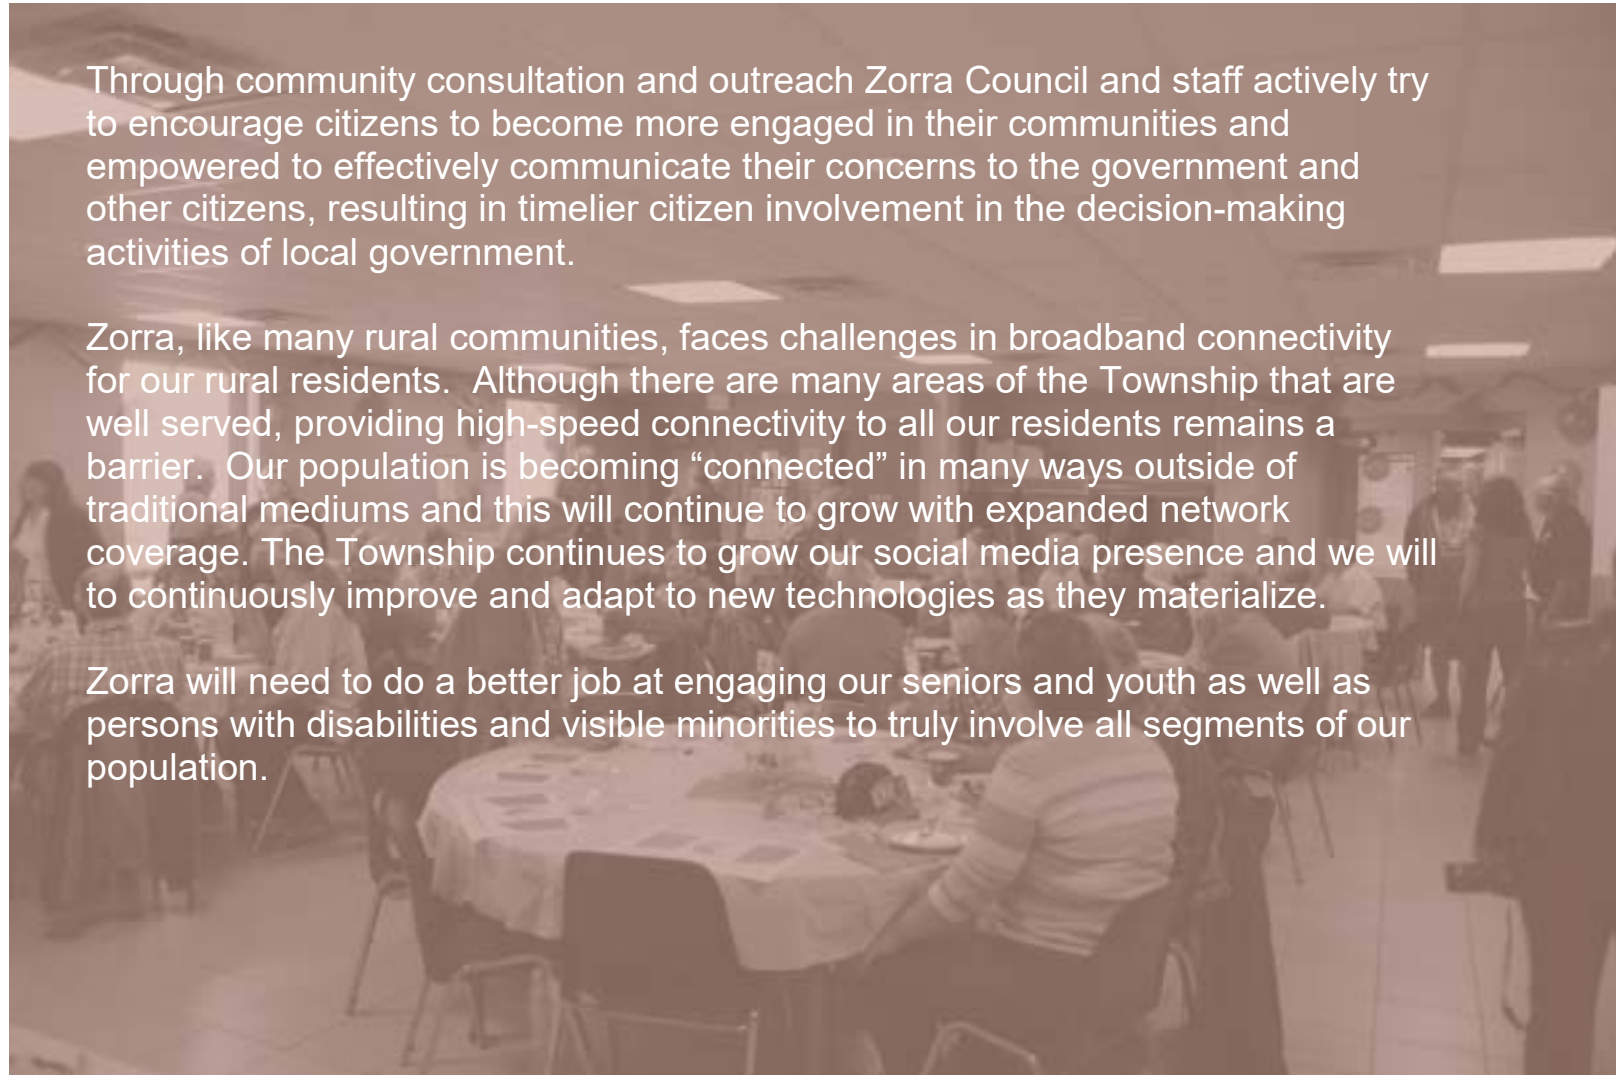 Through community consultation and outreach Zorra Council and staff actively try
to encourage citizens to become more engaged in their communities and
empowered to effectively communicate their concerns to the government and
other citizens, resulting in timelier citizen involvement in the decision-making
activities of local government.
Zorra, like many rural communities, faces challenges in broadband connectivity
for our rural residents.  Although there are many areas of the Township that are
well served, providing high-speed connectivity to all our residents remains a
barrier.  Our population is becoming “connected” in many ways outside of
traditional mediums and this will continue to grow with expanded network
coverage. The Township continues to grow our social media presence and we will
to continuously improve and adapt to new technologies as they materialize.
Zorra will need to do a better job at engaging our seniors and youth as well as
persons with disabilities and visible minorities to truly involve all segments of our
population.